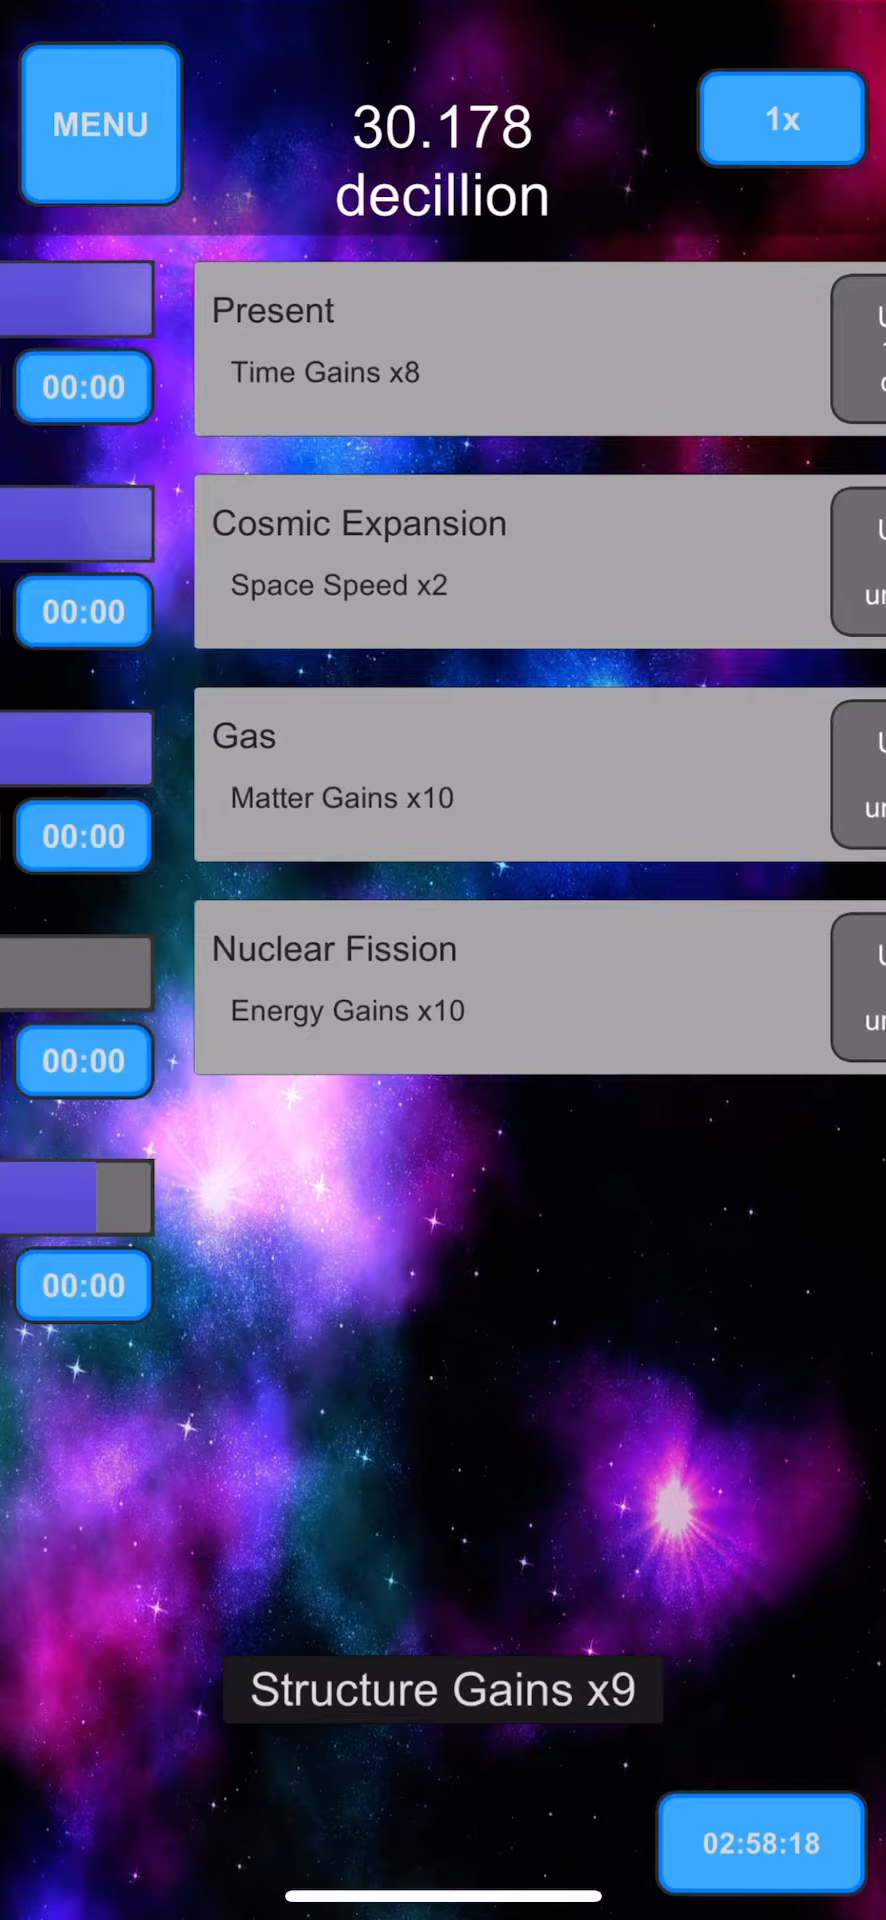 MENU
30.178
decillion
1x
00:00
Present
Time Gains x8
00:00
Cosmic Expansion
Space Speed x2
00:00
Gas
Matter Gains x10
00:00
Nuclear Fission
Energy Gains x10
00:00
Structure Gains x9
02:58:18